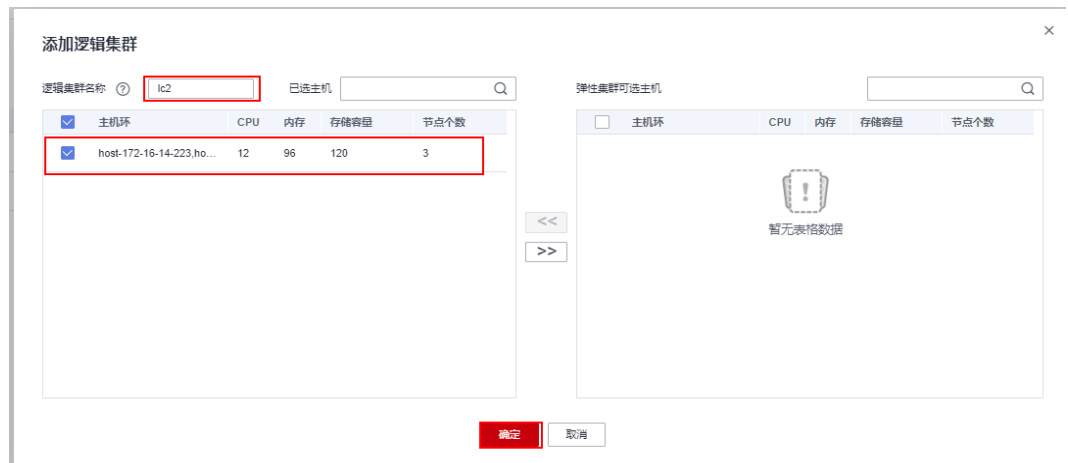 添加逻辑集群
×
逻辑集群名称 ? lc2 已选主机
弹性集群可选主机
主机环 CPU 内存 存储容量 节点个数
host-172-16-14-223,ho... 12 96 120 3
主机环 CPU 内存 存储容量 节点个数
暂无表格数据
<<
>>
确定 取消